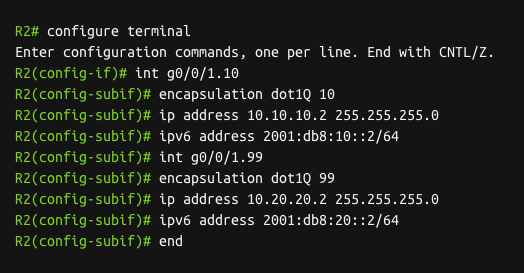 R2# configure terminal
Enter configuration commands, one per line. End with CNTL/Z.
R2(config-if)# int g0/0/1.10
R2(config-subif)# encapsulation dot1Q 10
R2(config-subif)# ip address 10.10.10.2 255.255.255.0
R2(config-subif)# ipv6 address 2001:db8:10::2/64
R2(config-subif)# int g0/0/1.99
R2(config-subif)# encapsulation dot1Q 99
R2(config-subif)# ip address 10.20.20.2 255.255.255.0
R2(config-subif)# ipv6 address 2001:db8:20::2/64
R2(config-subif)# end